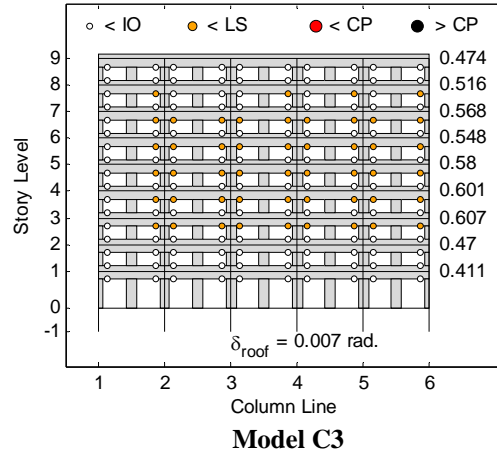 < IO < LS < CP > CP
9 0.474
8 0.516
7 0.568
6 0.548
5 0.58
4 0.601
3 0.607
2 0.47
1 0.411
0
-1
Story Level
δroof = 0.007 rad.
1 2 3 4 5 6
Column Line
Model C3